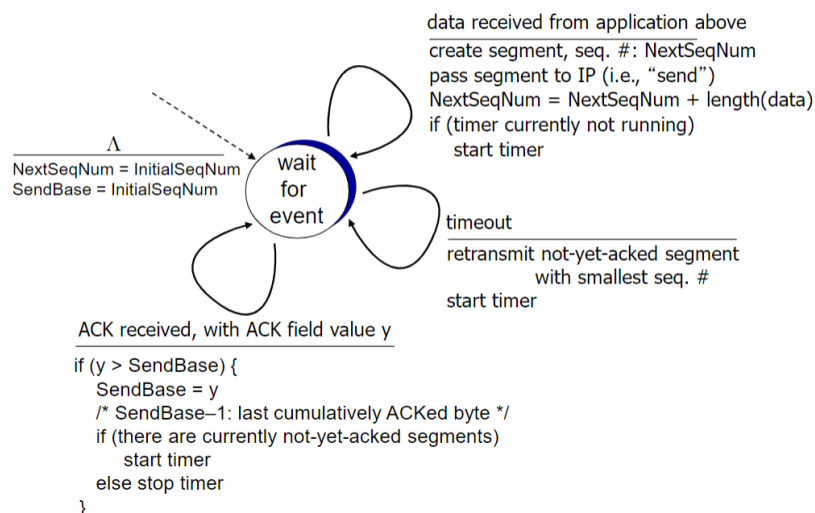 data received from application above
create segment, seq. #: NextSeqNum
pass segment to IP (i.e., “send”)
NextSeqNum = NextSeqNum + length(data)
if (timer currently not running)
start timer
Λ
NextSeqNum = InitialSeqNum
SendBase = InitialSeqNum
wait
for
event
timeout
retransmit not-yet-acked segment
with smallest seq. #
start timer
ACK received, with ACK field value y
if (y > SendBase) {
SendBase = y
/* SendBase–1: last cumulatively ACKed byte */
if (there are currently not-yet-acked segments)
start timer
else stop timer
}